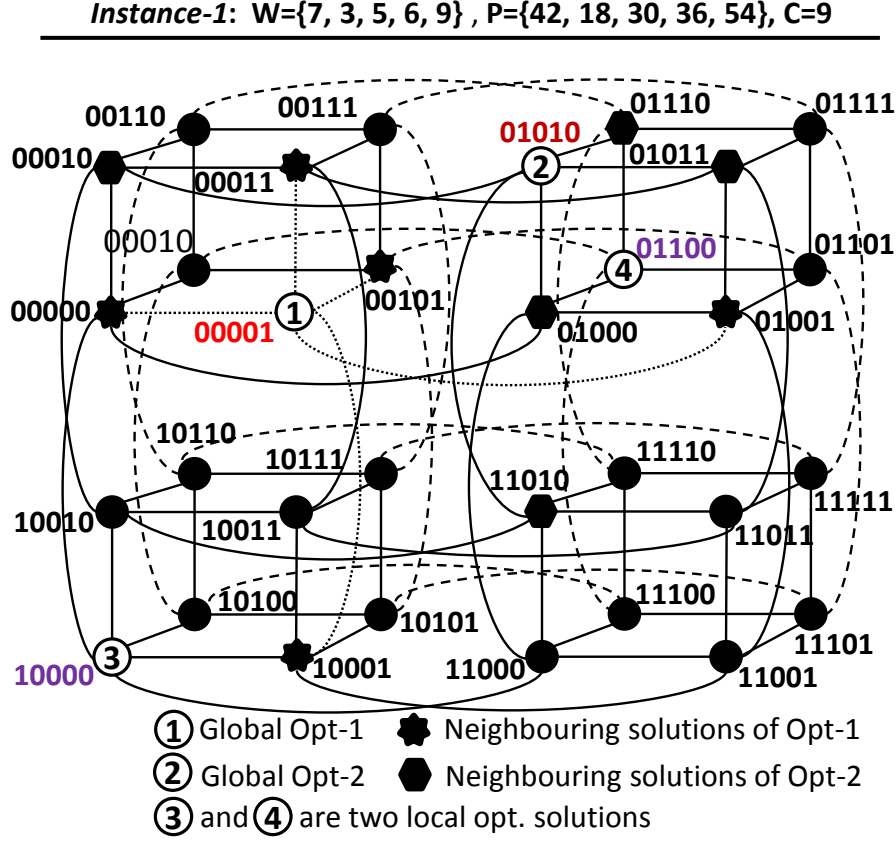 Instance-1: W={7, 3, 5, 6, 9} , P={42, 18, 30, 36, 54}, C=9
00110 00111 01110 01111
01010
00010 00011 2 01011
00010 01100 01101
4
00101
00000 00001 1 01000 01001
10110 10111 11110
11010 11111
10010 10011 11011
10100 10101 11100 11101
3
10000 10001 11000 11001
1 Global Opt-1 Neighbouring solutions of Opt-1
2 Global Opt-2 Neighbouring solutions of Opt-2
3 and 4 are two local opt. solutions